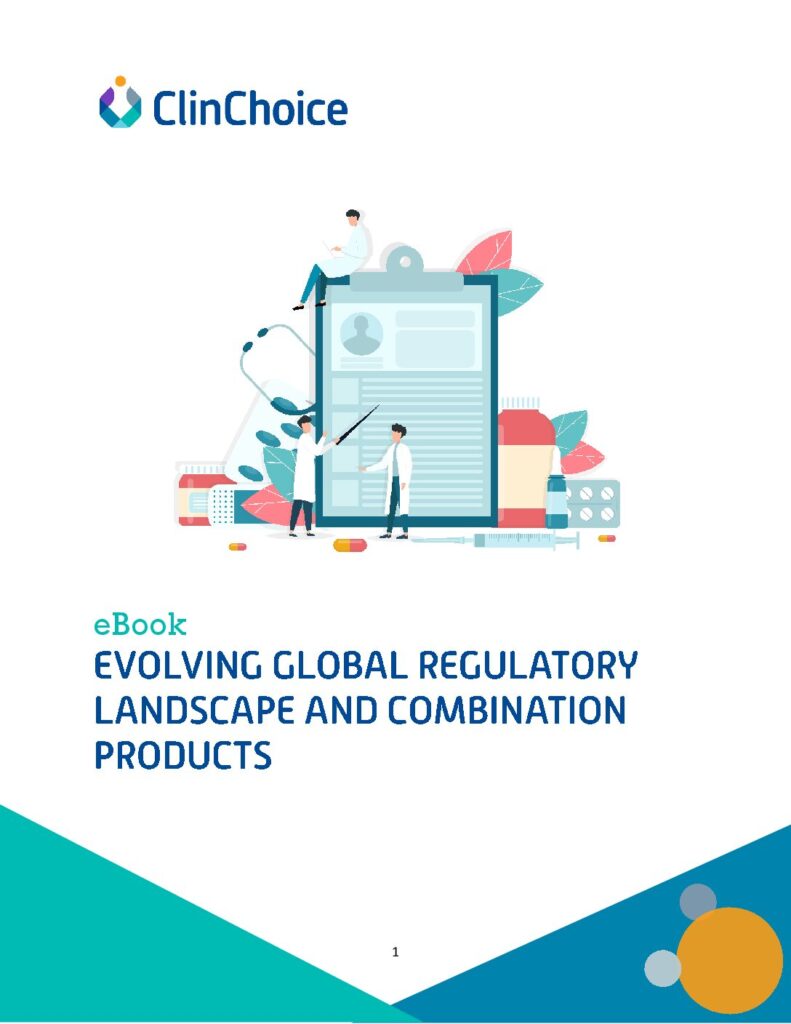 ClinChoice
eBook
EVOLVING GLOBAL REGULATORY
LANDSCAPE AND COMBINATION
PRODUCTS
1